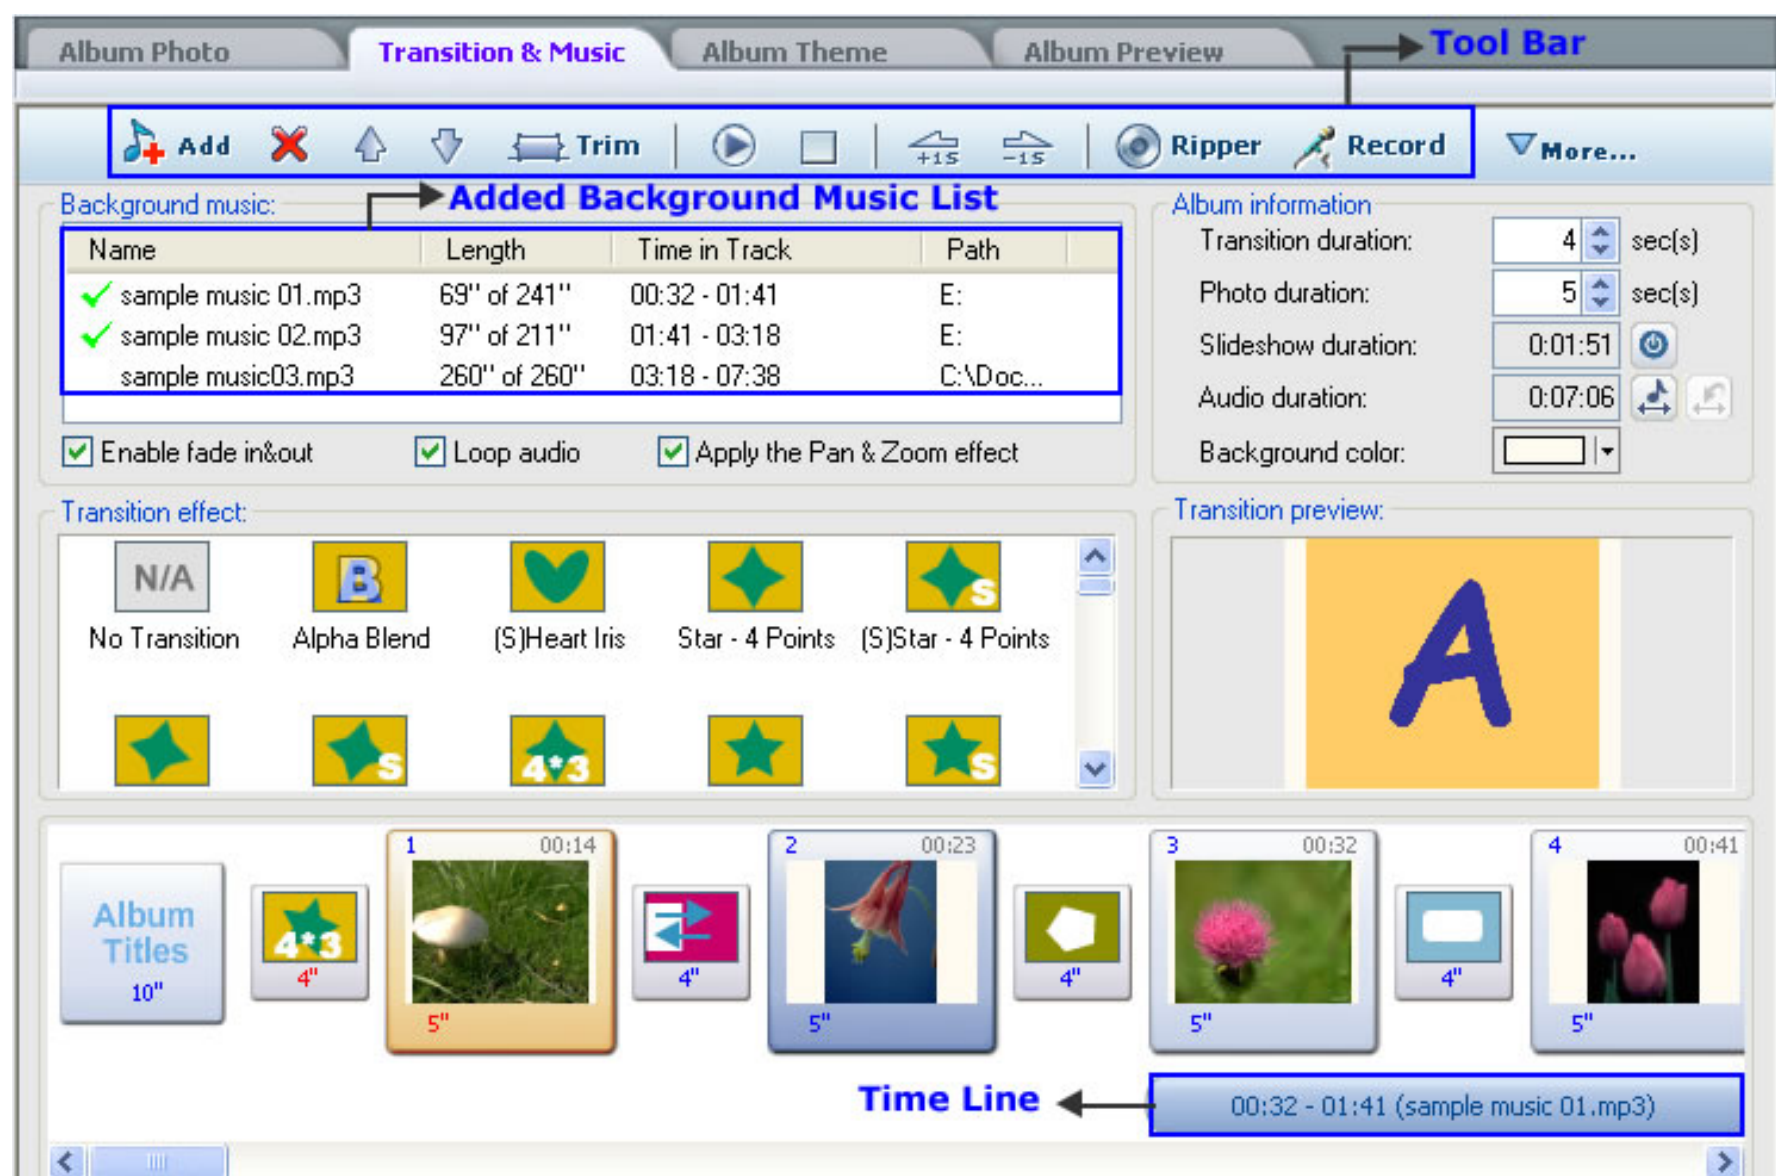 Album Photo Transition & Music Album Theme Album Preview Tool Bar
Add Trim +1S -1S Ripper Record More...
Background music: Added Background Music List
Name Length Time in Track Path
sample music 01.mp3 69'' of 241'' 00:32 - 01:41 E:
sample music 02.mp3 97'' of 211'' 01:41 - 03:18 E:
sample music03.mp3 260'' of 260'' 03:18 - 07:38 C:\Doc...
Enable fade in&out Loop audio Apply the Pan & Zoom effect
Album information
Transition duration: 4 sec(s)
Photo duration: 5 sec(s)
Slideshow duration: 0:01:51
Audio duration: 0:07:06
Background color:
Transition effect:
N/A B S
No Transition Alpha Blend (S)Heart Iris Star - 4 Points (S)Star - 4 Points
S 4*3 S
Transition preview:
A
1 00:14 2 00:23 3 00:32 4 00:41
Album
Titles
10"
4*3
4" 4" 4" 4"
5" 5" 5" 5"
Time Line 00:32 - 01:41 (sample music 01.mp3)